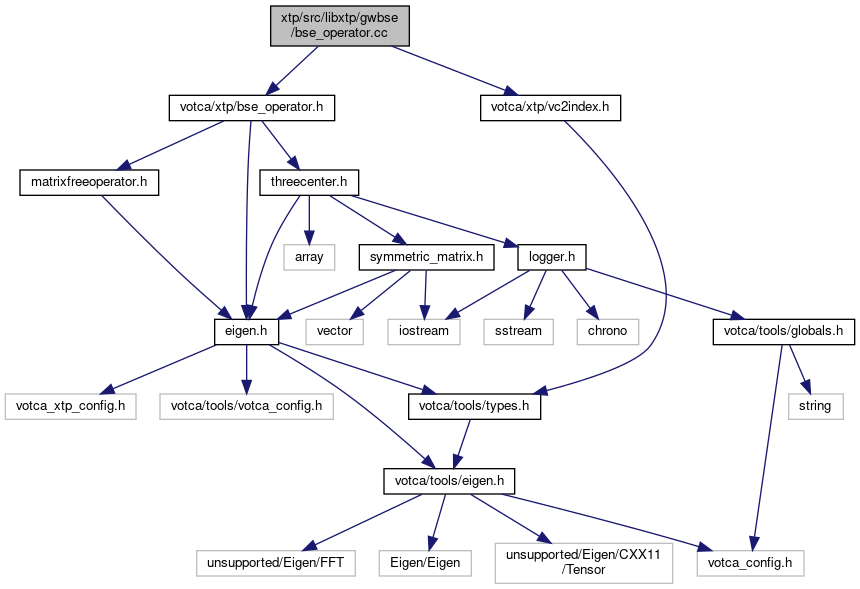 xtp/src/libxtp/gwbse
/bse_operator.cc
votca/xtp/bse_operator.h
votca/xtp/vc2index.h
matrixfreeoperator.h
threecenter.h
array
symmetric_matrix.h
logger.h
eigen.h
vector
iostream
sstream
chrono
votca/tools/globals.h
votca_xtp_config.h
votca/tools/votca_config.h
votca/tools/types.h
string
votca/tools/eigen.h
unsupported/Eigen/FFT
Eigen/Eigen
unsupported/Eigen/CXX11
/Tensor
votca_config.h